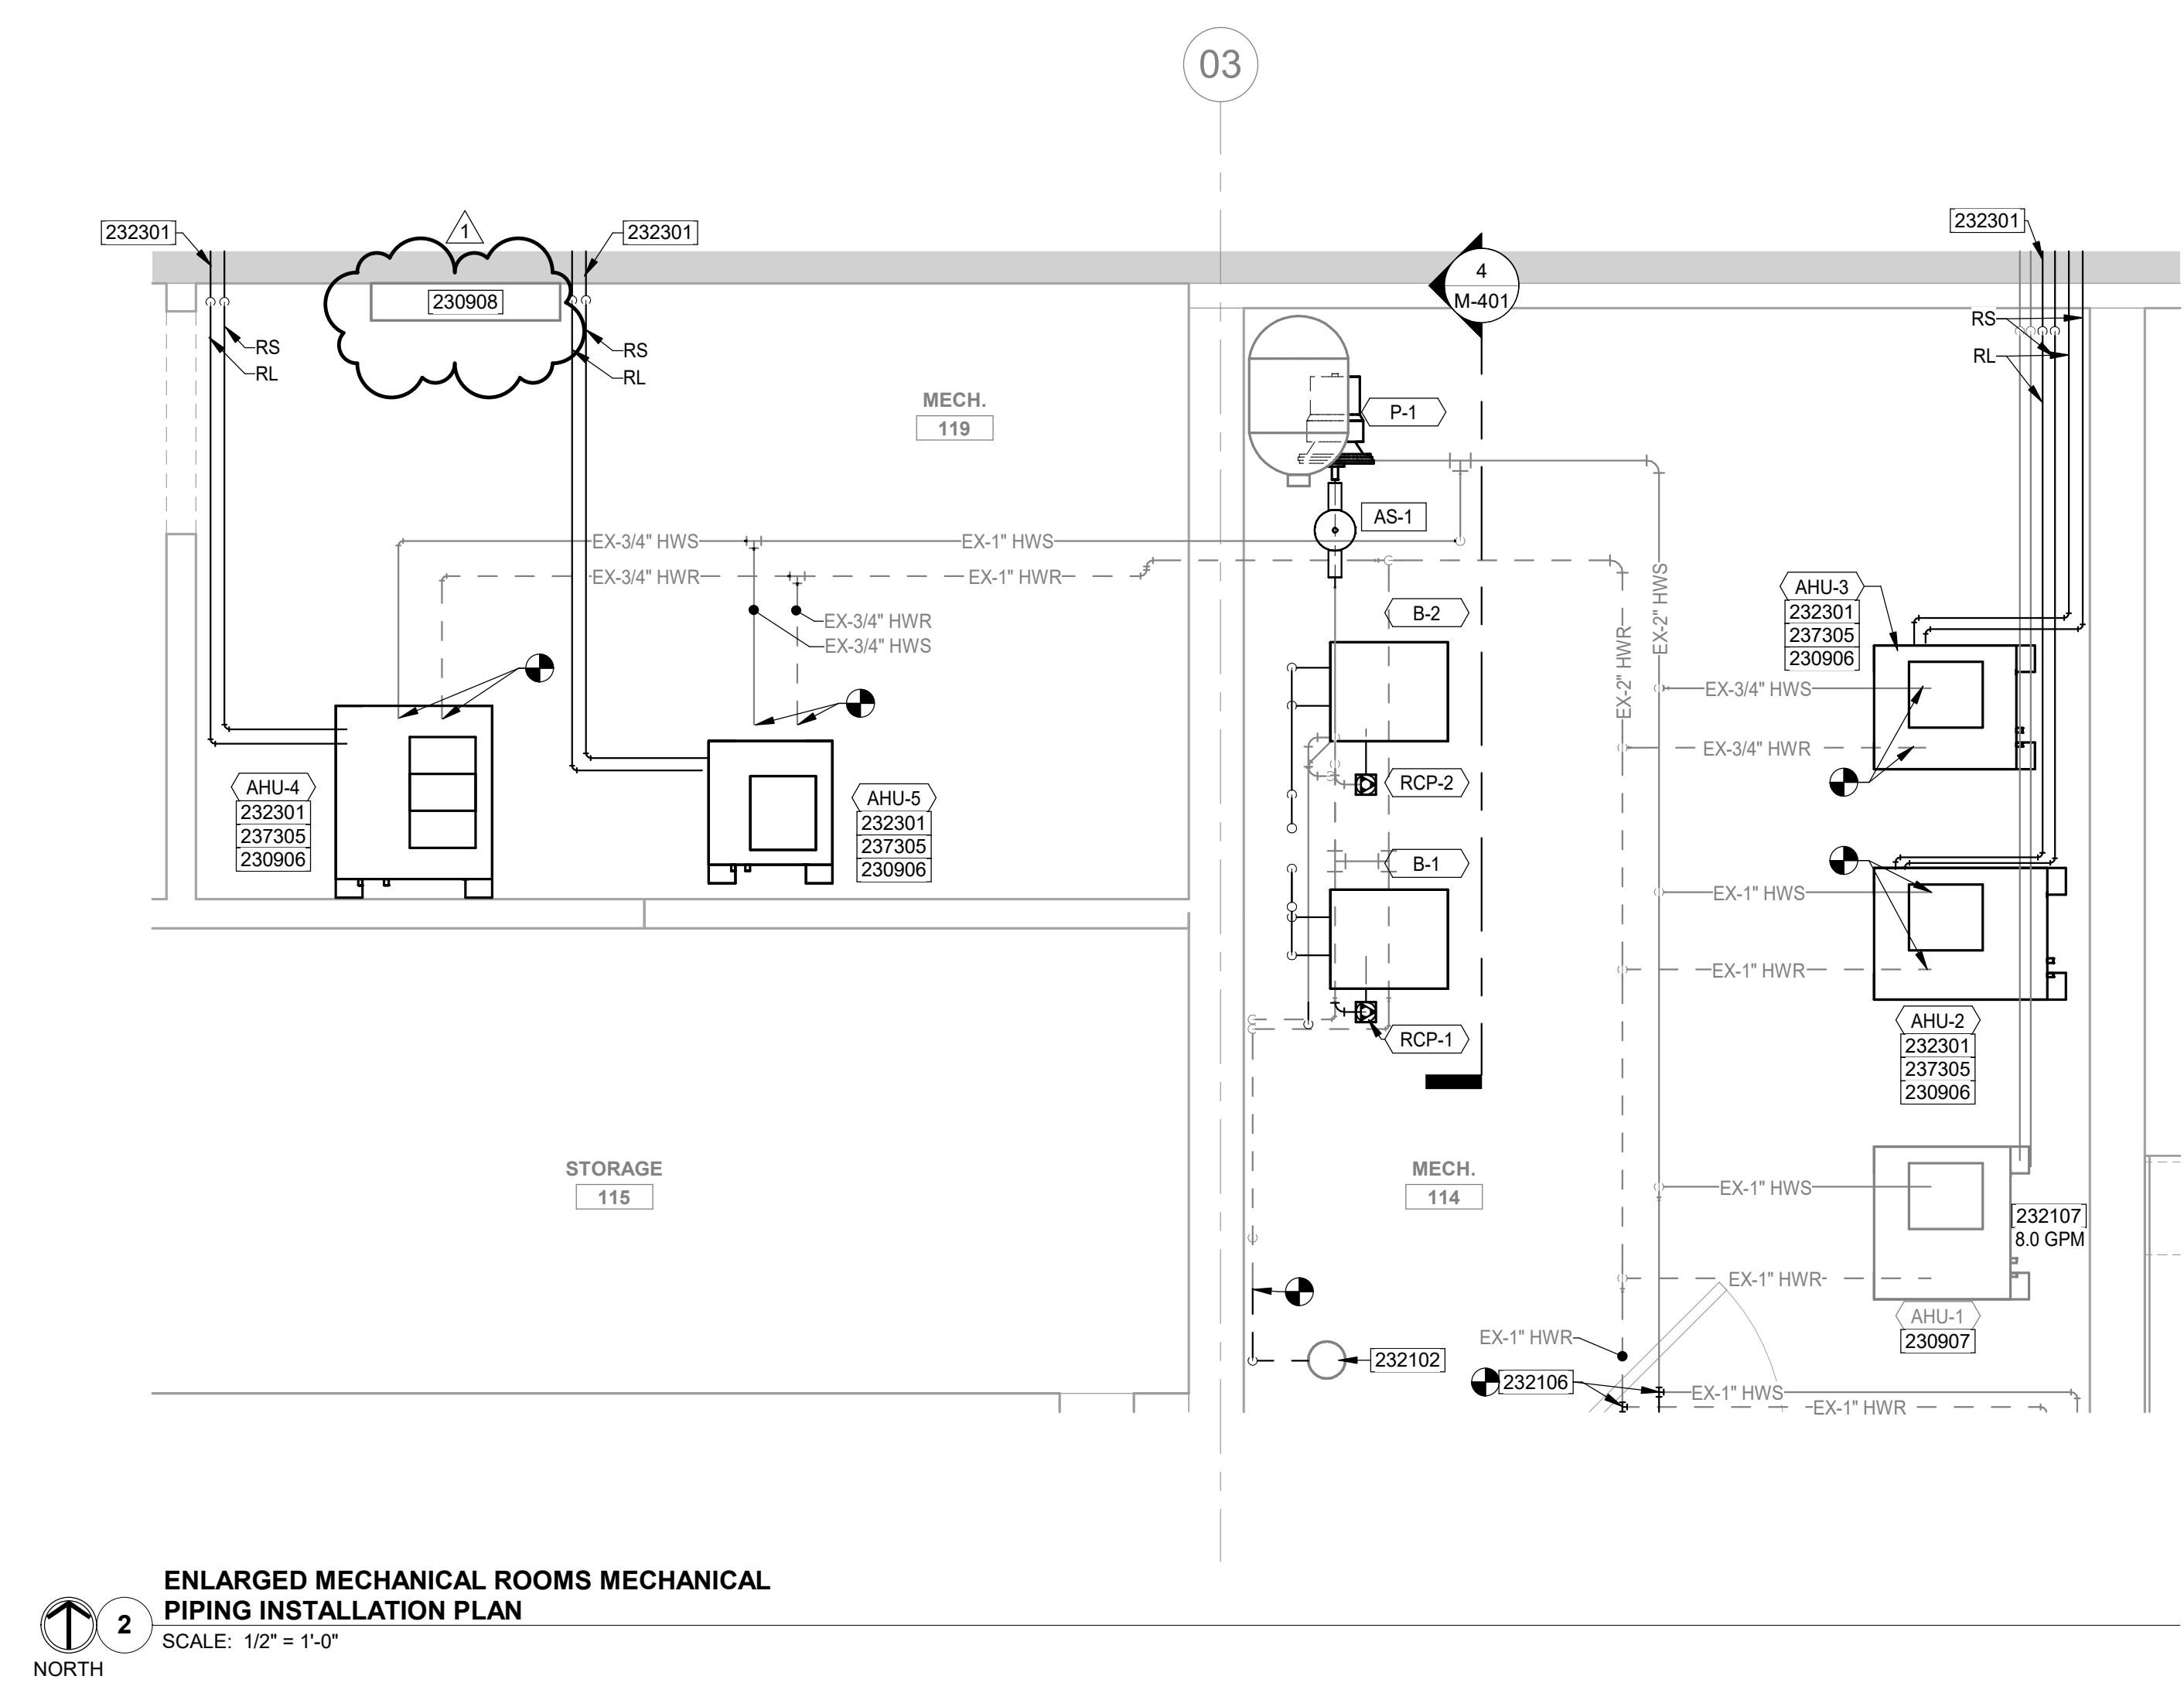 03
232301
1
232301
232301
230908
4
M-401
RS
RL
RS
RL
RS
RL
MECH.
119
P-1
AS-1
EX-3/4" HWS
EX-1" HWS
EX-3/4" HWR
EX-1" HWR
EX-3/4" HWR
EX-3/4" HWS
B-2
EX-2" HWR
EX-2" HWS
AHU-3
232301
237305
230906
EX-3/4" HWS
EX-3/4" HWR
AHU-4
232301
237305
230906
AHU-5
232301
237305
230906
RCP-2
B-1
EX-1" HWS
EX-1" HWR
RCP-1
AHU-2
232301
237305
230906
STORAGE
115
MECH.
114
EX-1" HWS
232107
8.0 GPM
EX-1" HWR
AHU-1
230907
EX-1" HWR
232102
232106
EX-1" HWS
EX-1" HWR
ENLARGED MECHANICAL ROOMS MECHANICAL
PIPING INSTALLATION PLAN
2
SCALE: 1/2" = 1'-0"
NORTH